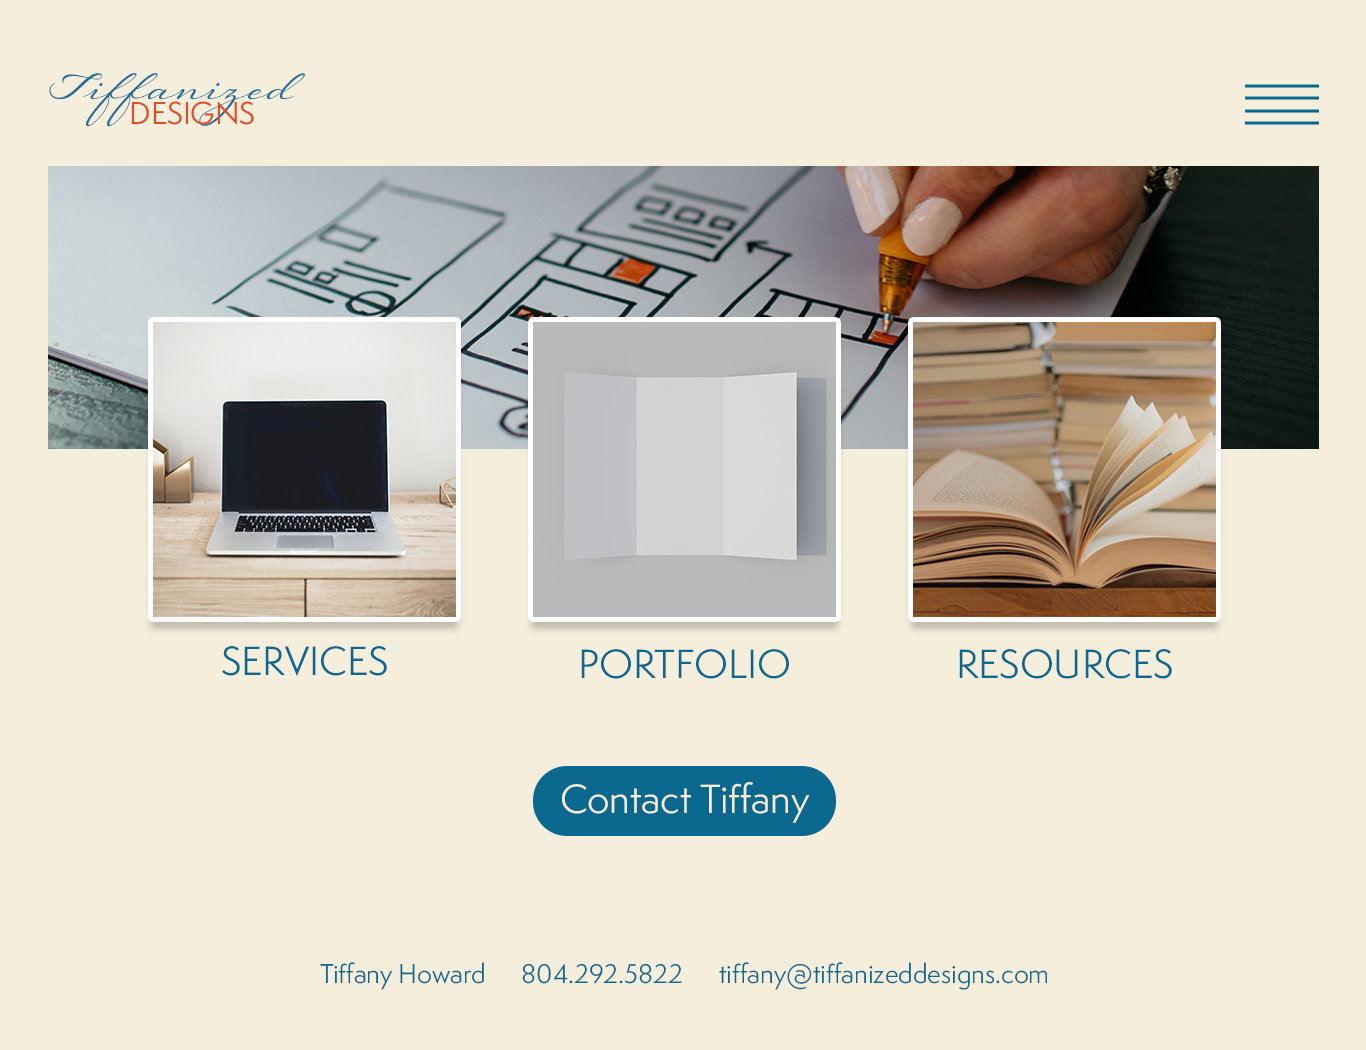 Tiffanized
DESIGNS
SERVICES
PORTFOLIO
RESOURCES
Contact Tiffany
Tiffany Howard 804.292.5822 tiffany@tiffanizeddesigns.com